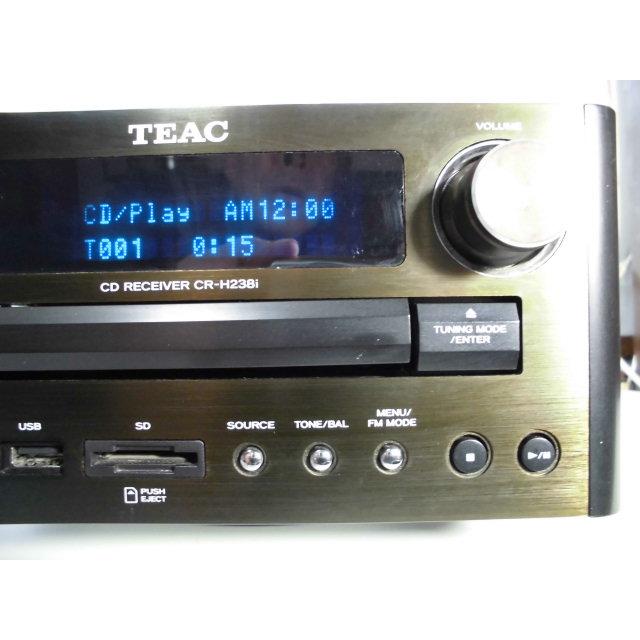 TEAC
VOLUME
CD/Play AM12:00
T001 0:15
CD RECEIVER CR-H238i
TUNING MODE
/ENTER
USB
SD
SOURCE
TONE/BAL
MENU/
FM MODE
PUSH
EJECT